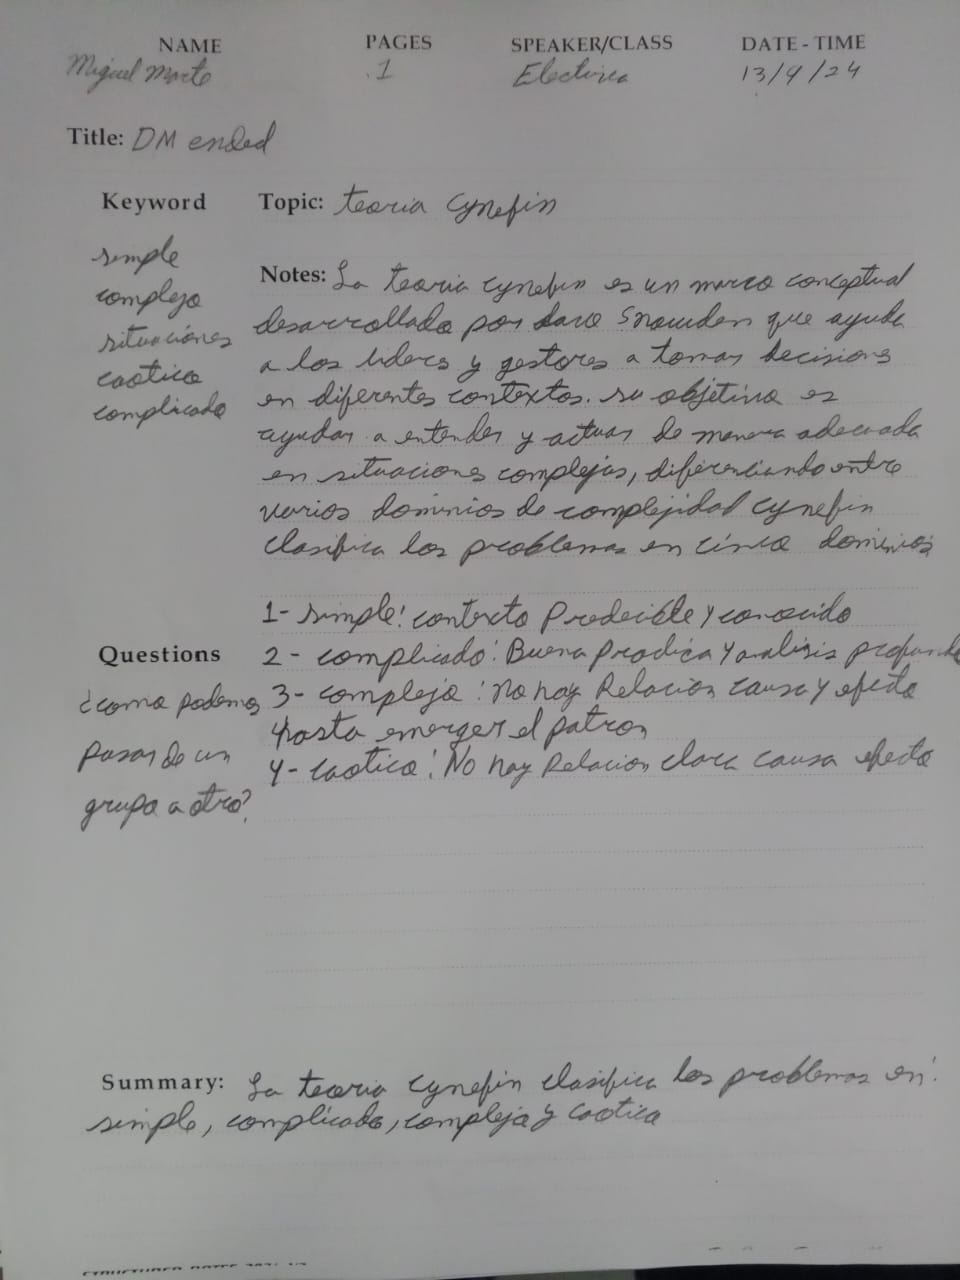 NAME PAGES SPEAKER/CLASS DATE - TIME
Miguel Morte .1 Electirca 13/9/24
Title: DM ended
Keyword Topic: teoria Cynefin
simple
complejo
situaciónes
caotico
complicado
Notes: La teoria cynefin es un marco conceptual
desarrollado por dave Snowden que ayuda
a los lideres y gestores a tomar decisions
en diferentes contextos. su objetivo es
ayudar a entender y actuar de manera adecuada
en situaciones complejas, diferenciando entre
varios dominios de complejidad Cynefin
clasifica los problemas en cinco dominios
1- simple: contexto Predecible y conocido
2- complicado: Buena Practica Y analisis profundo
3- complejo: No hay Relacion causa y efecto
hasta emerger el patron
4- caotico: No hay Relacion clara causa efecto
Questions
¿como podemos
pasar de un
grupo a otro?
Summary: La teoria cynefin clasifica los problemas en:
simple, complicado, complejo y caotico